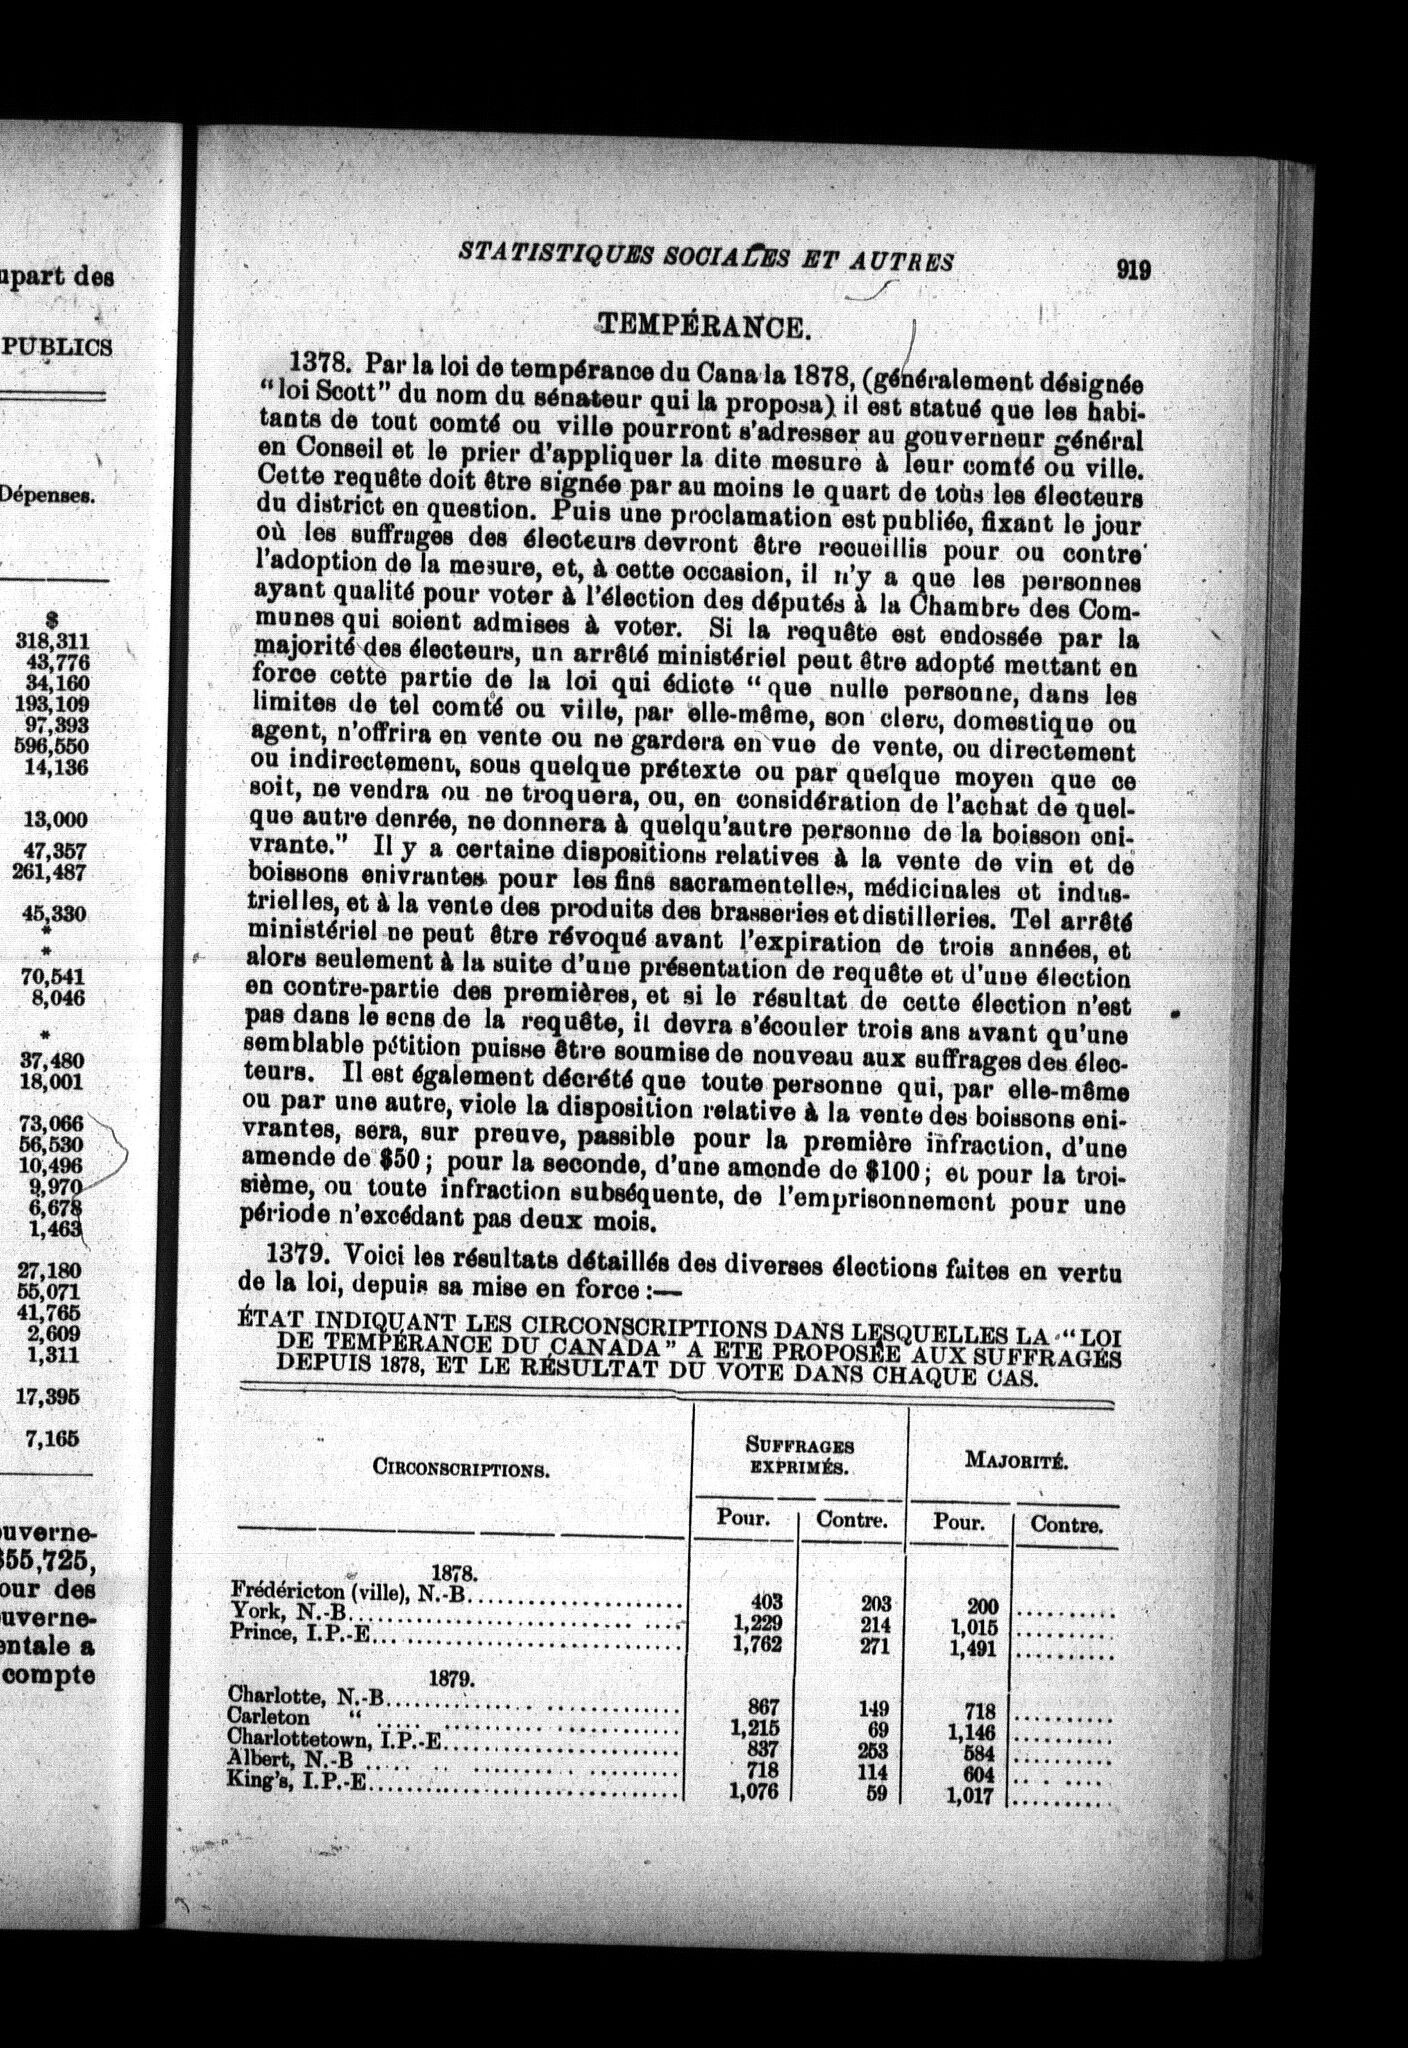 upart des
PUBLICS
Dépenses.
$
318,311
43,776
34,160
193,109
97,393
596,550
14,136
13,000
47,357
261,487
45,330
*
*
70,541
8,046
*
37,480
18,001
73,066
56,530
10,496
9,970
6,678
1,463
27,180
55,071
41,765
2,609
1,311
17,395
7,165
ouverne-
$55,725,
our des
ouverne-
entale a
compte
STATISTIQUES SOCIALES ET AUTRES 919
TEMPÉRANCE.
1378. Par la loi de tempérance du Cana la 1878, (généralement désignée
“loi Scott” du nom du sénateur qui la proposa) il est statué que les habi-
tants de tout comté ou ville pourront s'adresser au gouverneur général
en Conseil et le prier d'appliquer la dite mesure à leur comté ou ville.
Cette requête doit être signée par au moins le quart de tous les électeurs
du district en question. Puis une proclamation est publiée, fixant le jour
où les suffrages des électeurs devront être recueillis pour ou contre
l'adoption de la mesure, et, à cette occasion, il n'y a que les personnes
ayant qualité pour voter à l'élection des députés à la Chambre des Com-
munes qui soient admises à voter. Si la requête est endossée par la
majorité des électeurs, un arrêté ministériel peut être adopté mettant en
force cette partie de la loi qui édicte “que nulle personne, dans les
limites de tel comté ou ville, par elle-même, son clerc, domestique ou
agent, n'offrira en vente ou ne gardera en vue de vente, ou directement
ou indirectement, sous quelque prétexte ou par quelque moyen que ce
soit, ne vendra ou ne troquera, ou, en considération de l'achat de quel-
que autre denrée, ne donnera à quelqu'autre personne de la boisson eni-
vrante.” Il y a certaine dispositions relatives à la vente de vin et de
boissons enivrantes pour les fins sacramentelles, médicinales et indus-
trielles, et à la vente des produits des brasseries et distilleries. Tel arrêté
ministériel ne peut être révoqué avant l'expiration de trois années, et
alors seulement à la suite d'une présentation de requête et d'une élection
en contre-partie des premières, et si le résultat de cette élection n'est
pas dans le sens de la requête, il devra s'écouler trois ans avant qu'une
semblable pétition puisse être soumise de nouveau aux suffrages des élec-
teurs. Il est également décrété que toute personne qui, par elle-même
ou par une autre, viole la disposition relative à la vente des boissons eni-
vrantes, sera, sur preuve, passible pour la première infraction, d'une
amende de $50; pour la seconde, d'une amende de $100; et pour la troi-
sième, ou toute infraction subséquente, de l'emprisonnement pour une
période n'excédant pas deux mois.
1379. Voici les résultats détaillés des diverses élections faites en vertu
de la loi, depuis sa mise en force:—
ÉTAT INDIQUANT LES CIRCONSCRIPTIONS DANS LESQUELLES LA “LOI
DE TEMPÉRANCE DU CANADA” A ETE PROPOSÉE AUX SUFFRAGES
DEPUIS 1878, ET LE RÉSULTAT DU VOTE DANS CHAQUE CAS.
CIRCONSCRIPTIONS. SUFFRAGES EXPRIMÉS. MAJORITÉ.
Pour. Contre. Pour. Contre.
1878.
Frédéricton (ville), N.-B. 403 203 200 ..........
York, N.-B. 1,229 214 1,015 ..........
Prince, I.P.-E. 1,762 271 1,491 ..........
1879.
Charlotte, N.-B. 867 149 718 ..........
Carleton “ 1,215 69 1,146 ..........
Charlottetown, I.P.-E. 837 253 584 ..........
Albert, N.-B 718 114 604 ..........
King's, I.P.-E. 1,076 59 1,017 ..........